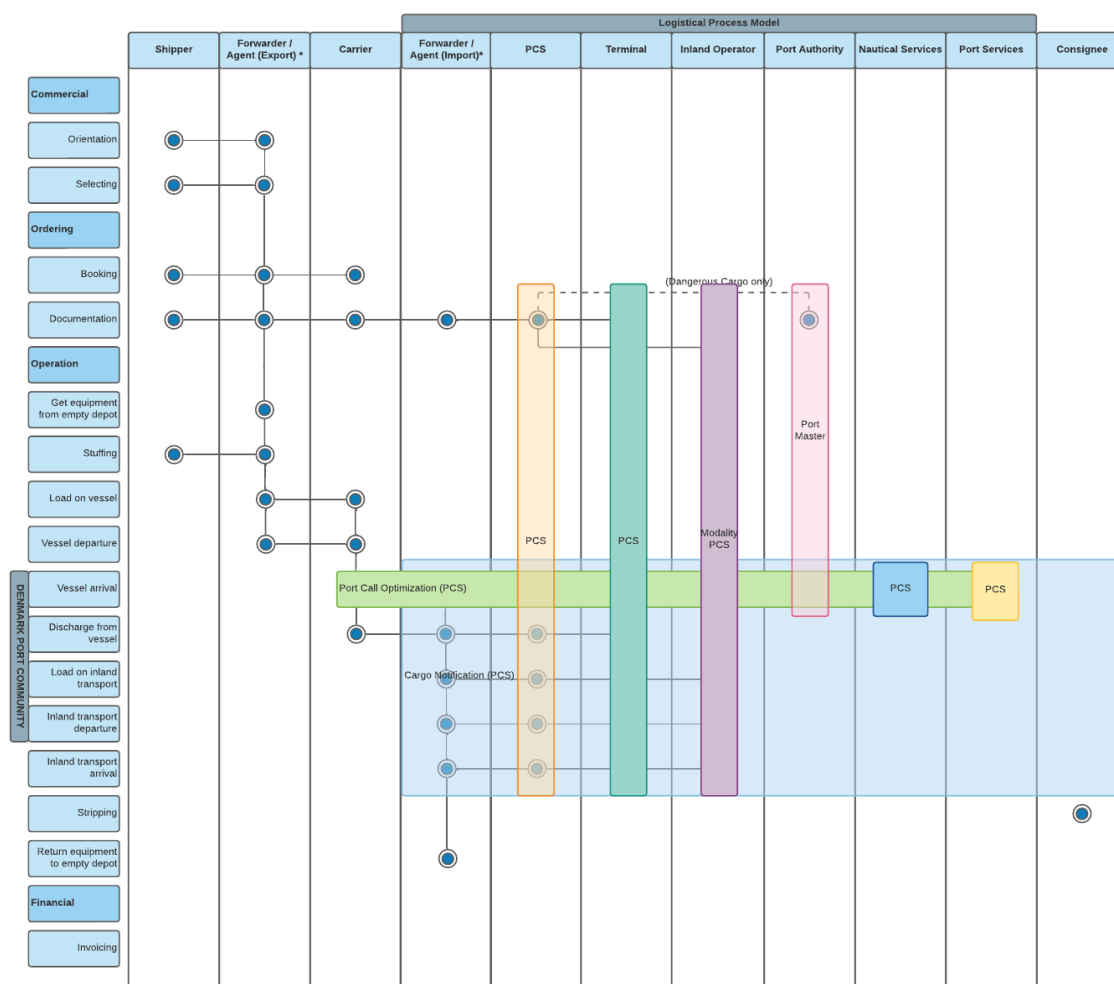 Logistical Process Model
Shipper
Forwarder /
Agent (Export) *
Carrier
Forwarder /
Agent (Import)*
PCS
Terminal
Inland Operator
Port Authority
Nautical Services
Port Services
Consignee
Commercial
Orientation
Selecting
Ordering
Booking
(Dangerous Cargo only)
Documentation
Operation
Get equipment
from empty depot
Port
Master
Stuffing
Load on vessel
Vessel departure
PCS
PCS
Modality
PCS
DENMARK PORT COMMUNITY
Vessel arrival
Port Call Optimization (PCS)
PCS
PCS
Discharge from
vessel
Load on inland
transport
Cargo Notification (PCS)
Inland transport
departure
Inland transport
arrival
Stripping
Return equipment
to empty depot
Financial
Invoicing